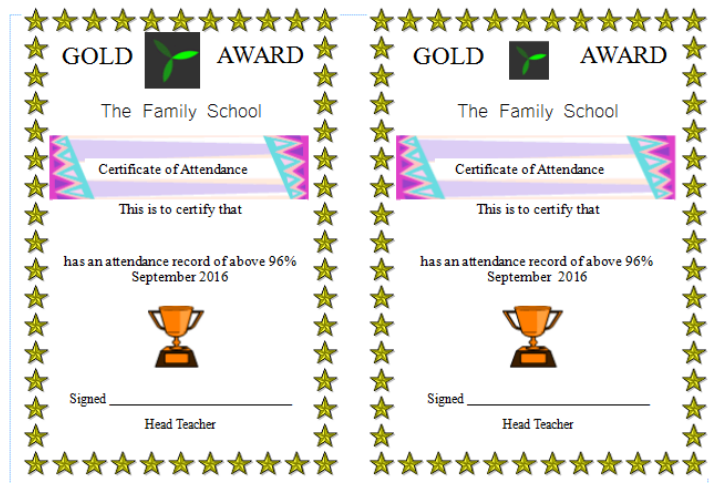 GOLD AWARD
The Family School
Certificate of Attendance
This is to certify that
has an attendance record of above 96%
September 2016
Signed
Head Teacher
GOLD AWARD
The Family School
Certificate of Attendance
This is to certify that
has an attendance record of above 96%
September 2016
Signed
Head Teacher